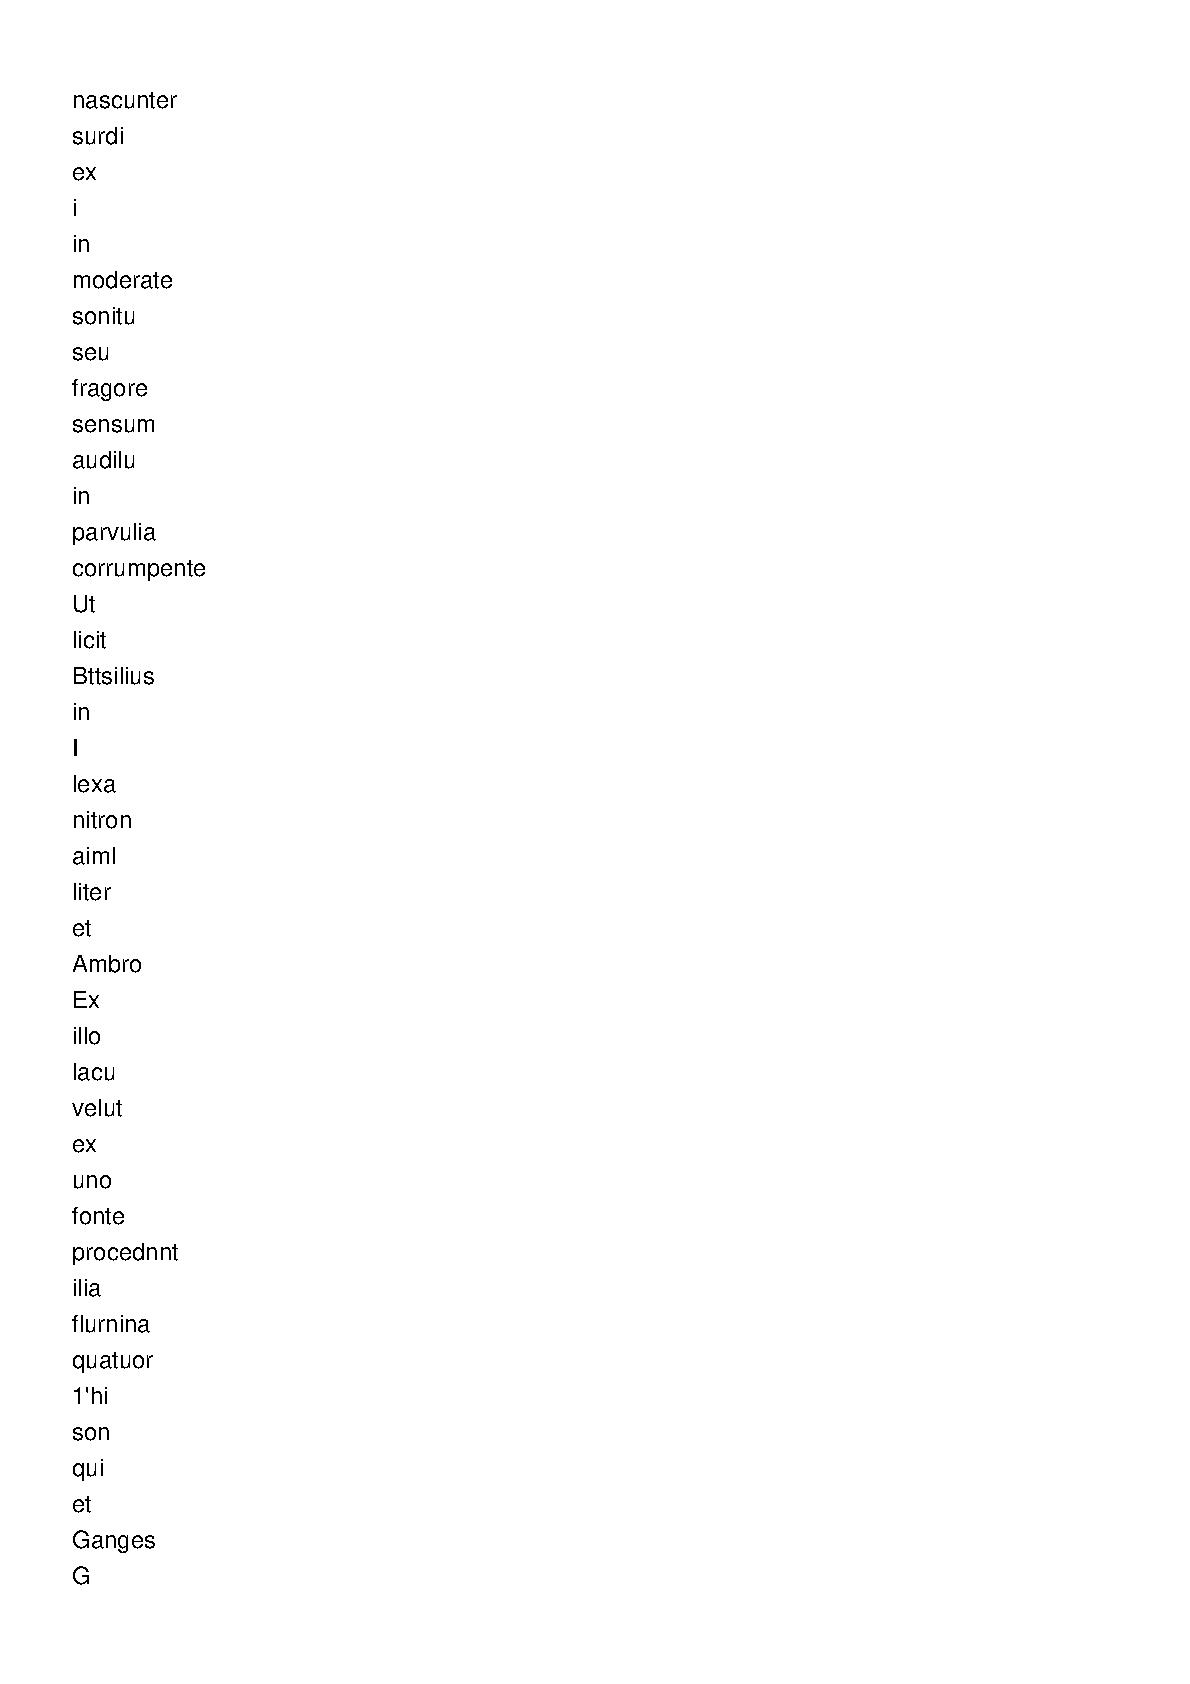 nascunter
surdi
ex
i
in
moderate
sonitu
seu
fragore
sensum
audilu
in
parvulia
corrumpente
Ut
licit
Bttsilius
in
I
lexa
nitron
aiml
liter
et
Ambro
Ex
illo
lacu
velut
ex
uno
fonte
procednnt
ilia
flurnina
quatuor
1'hi
son
qui
et
Ganges
G